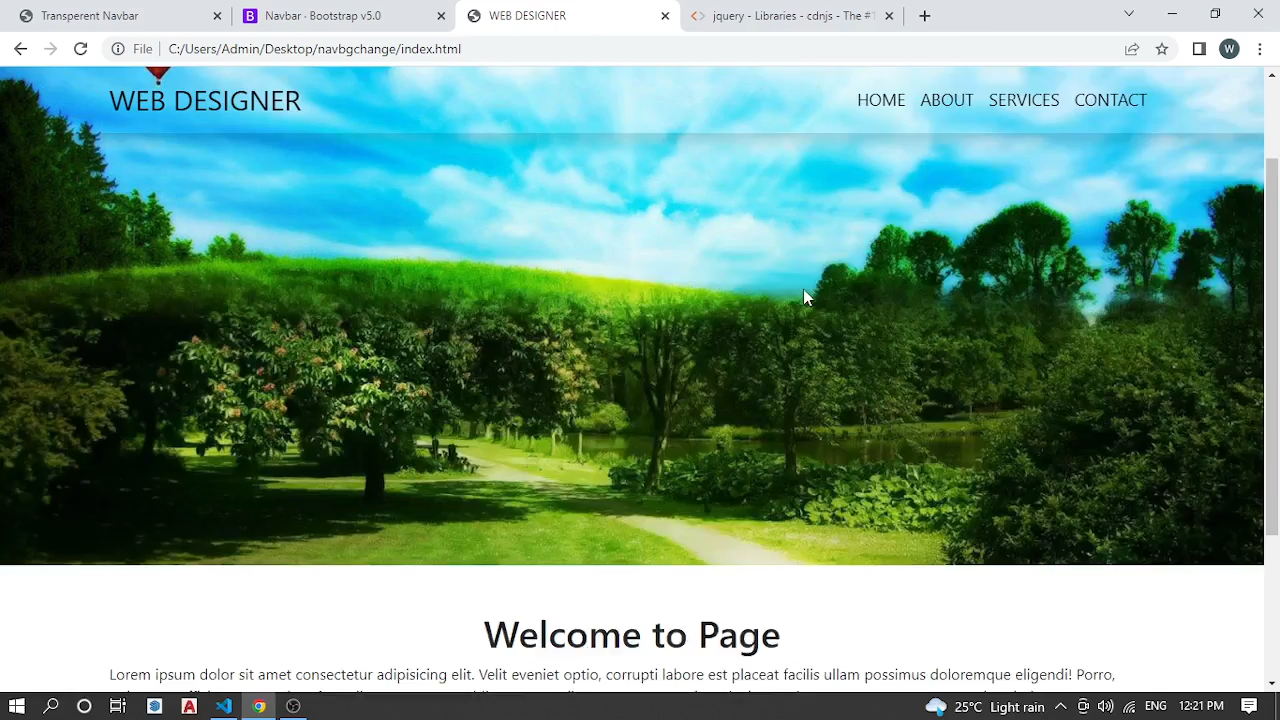 Transperent Navbar
Navbar · Bootstrap v5.0
WEB DESIGNER
jquery - Libraries - cdnjs - The #1
File
C:/Users/Admin/Desktop/navbgchange/index.html
W
WEB DESIGNER
HOME ABOUT SERVICES CONTACT
Welcome to Page
Lorem ipsum dolor sit amet consectetur adipisicing elit. Velit eveniet optio, corrupti labore est placeat facilis ullam possimus doloremque eligendi! Porro,
25°C Light rain
ENG
12:21 PM